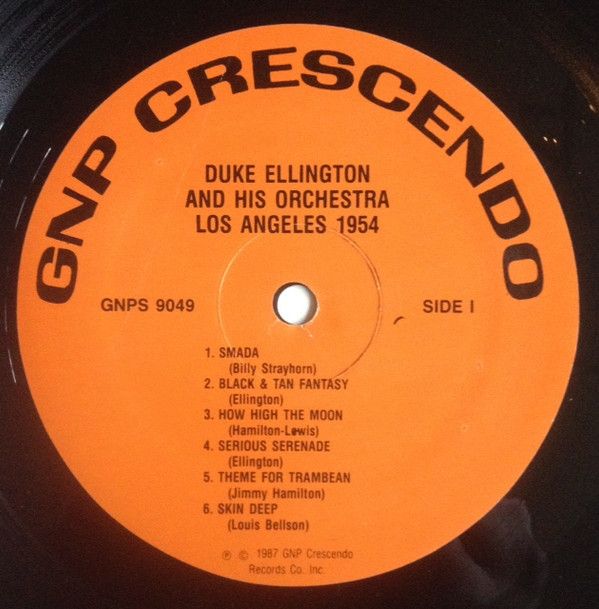 GNP CRESCENDO
DUKE ELLINGTON
AND HIS ORCHESTRA
LOS ANGELES 1954
GNPS 9049
SIDE I
1. SMADA
(Billy Strayhorn)
2. BLACK & TAN FANTASY
(Ellington)
3. HOW HIGH THE MOON
(Hamilton-Lewis)
4. SERIOUS SERENADE
(Ellington)
5. THEME FOR TRAMBEAN
(Jimmy Hamilton)
6. SKIN DEEP
(Louis Bellson)
℗ © 1987 GNP Crescendo
Records Co. Inc